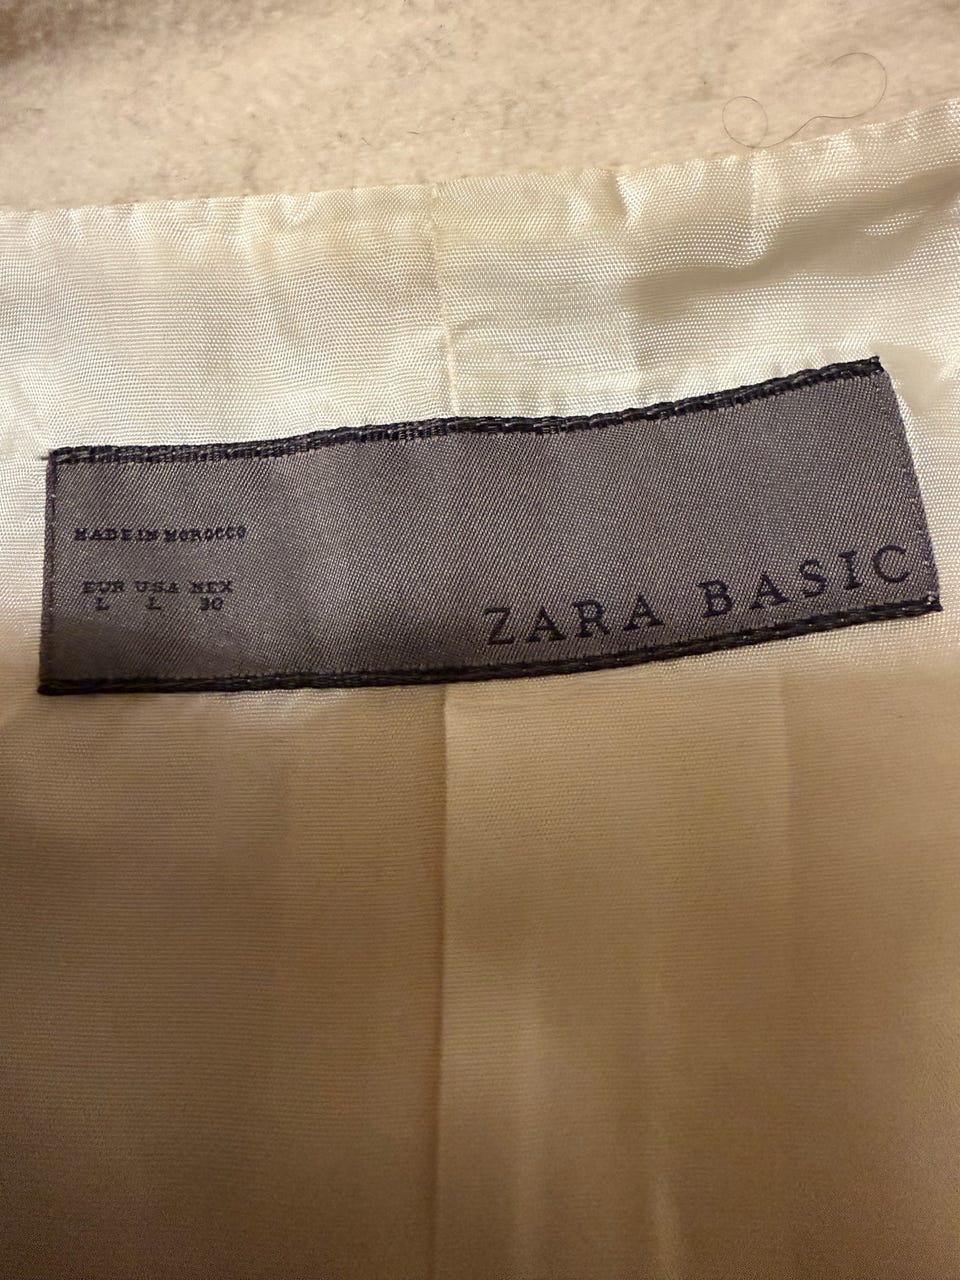 MADE IN MOROCCO
EUR USA MEX
L L 30
ZARA BASIC